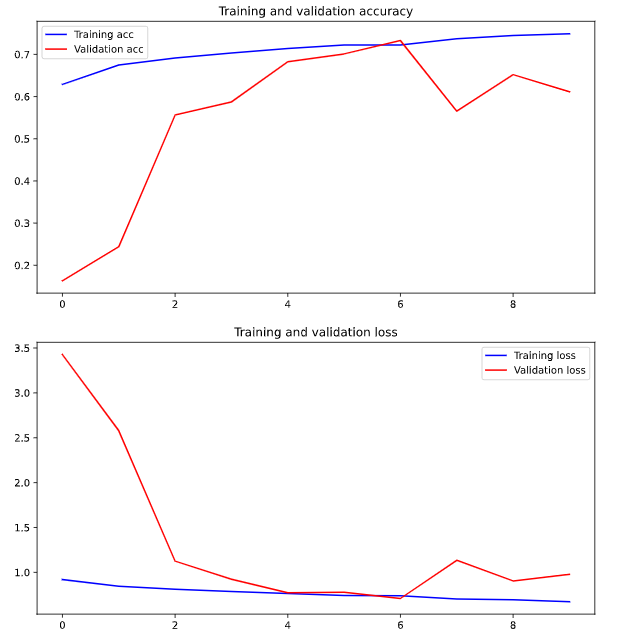 Training and validation accuracy
Training acc
Validation acc
0.7
0.6
0.5
0.4
0.3
0.2
0 2 4 6 8
Training and validation loss
Training loss
Validation loss
3.5
3.0
2.5
2.0
1.5
1.0
0 2 4 6 8